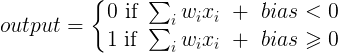 output = { 0 if ∑ᵢ wᵢxᵢ + bias < 0
1 if ∑ᵢ wᵢxᵢ + bias ⩾ 0